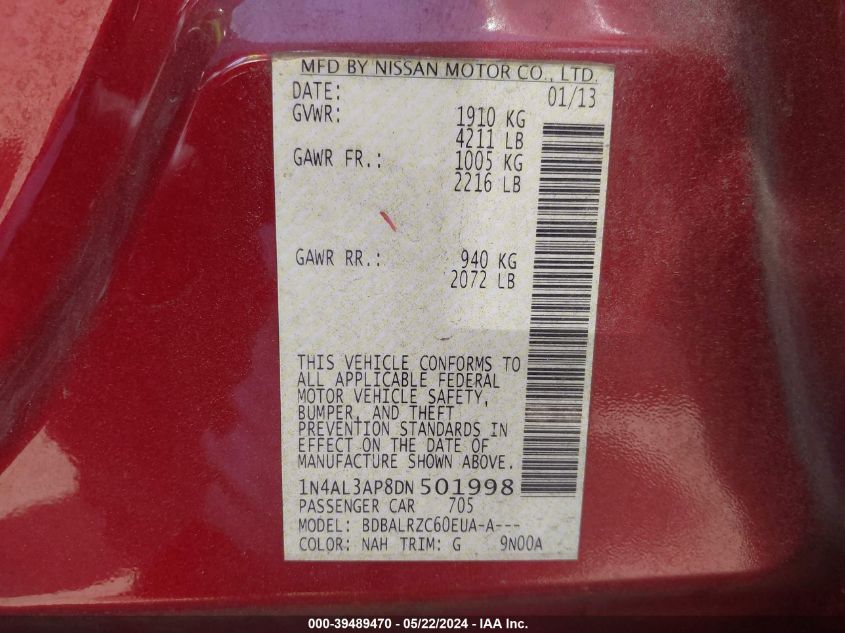 MFD BY NISSAN MOTOR CO., LTD.
DATE: 01/13
GVWR: 1910 KG
4211 LB
GAWR FR.: 1005 KG
2216 LB
GAWR RR.: 940 KG
2072 LB
THIS VEHICLE CONFORMS TO
ALL APPLICABLE FEDERAL
MOTOR VEHICLE SAFETY,
BUMPER, AND THEFT
PREVENTION STANDARDS IN
EFFECT ON THE DATE OF
MANUFACTURE SHOWN ABOVE.
1N4AL3AP8DN501998
PASSENGER CAR 705
MODEL: BDBALRZC60EUA-A---
COLOR: NAH TRIM: G 9N00A
000-39489470 - 05/22/2024 - IAA Inc.